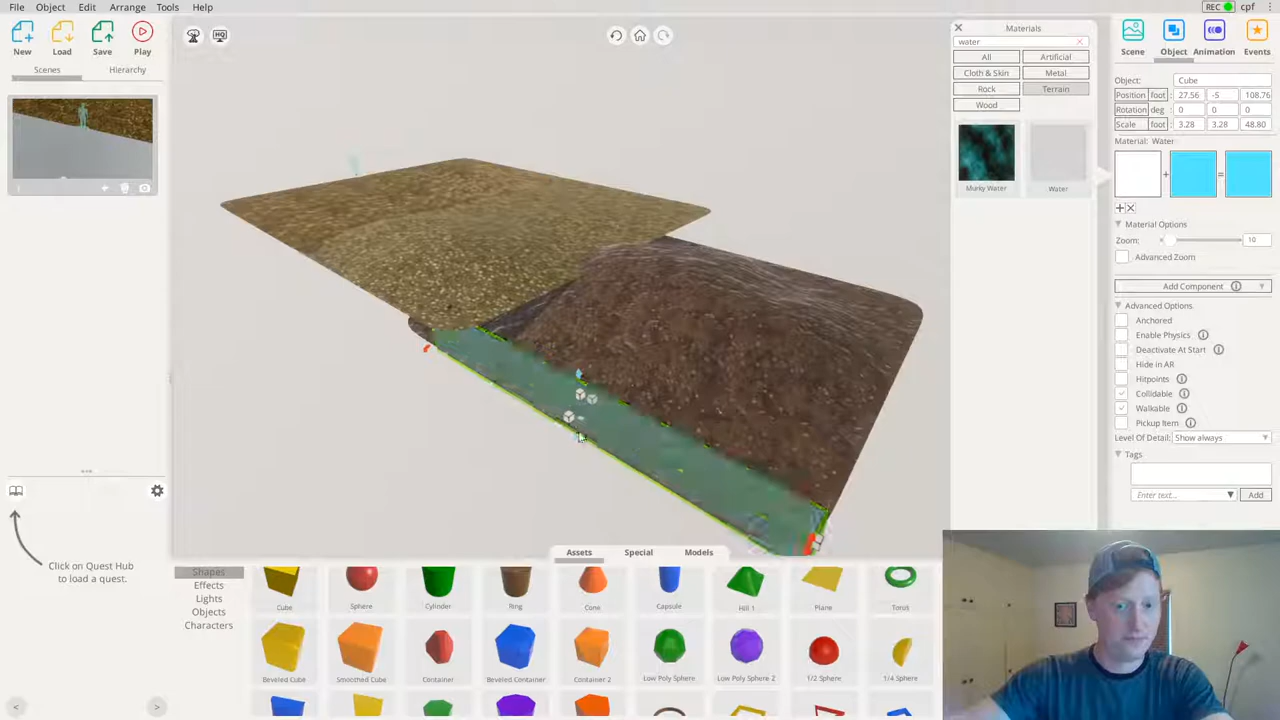 File Object Edit Arrange Tools Help
REC cpf
New Load Save Play
Scenes Hierarchy
HQ
Materials
water
All Artificial
Cloth & Skin Metal
Rock Terrain
Wood
Murky Water Water
Scene Object Animation Events
Object: Cube
Position foot : 27.56 -5 108.76
Rotation deg : 0 0 0
Scale foot : 3.28 3.28 48.80
Material: Water
+ =
Material Options
Zoom: 10
Advanced Zoom
Add Component
Advanced Options
Anchored
Enable Physics
Deactivate At Start
Hide in AR
Hitpoints
Collidable
Walkable
Pickup Item
Level Of Detail: Show always
Tags
Enter text... Add
Click on Quest Hub
to load a quest.
Assets Special Models
Shapes
Effects
Lights
Objects
Characters
Cube Sphere Cylinder Ring Cone Capsule Hill 1 Plane Torus
Beveled Cube Smoothed Cube Container Beveled Container Container 2 Low Poly Sphere Low Poly Sphere 2 1/2 Sphere 1/4 Sphere